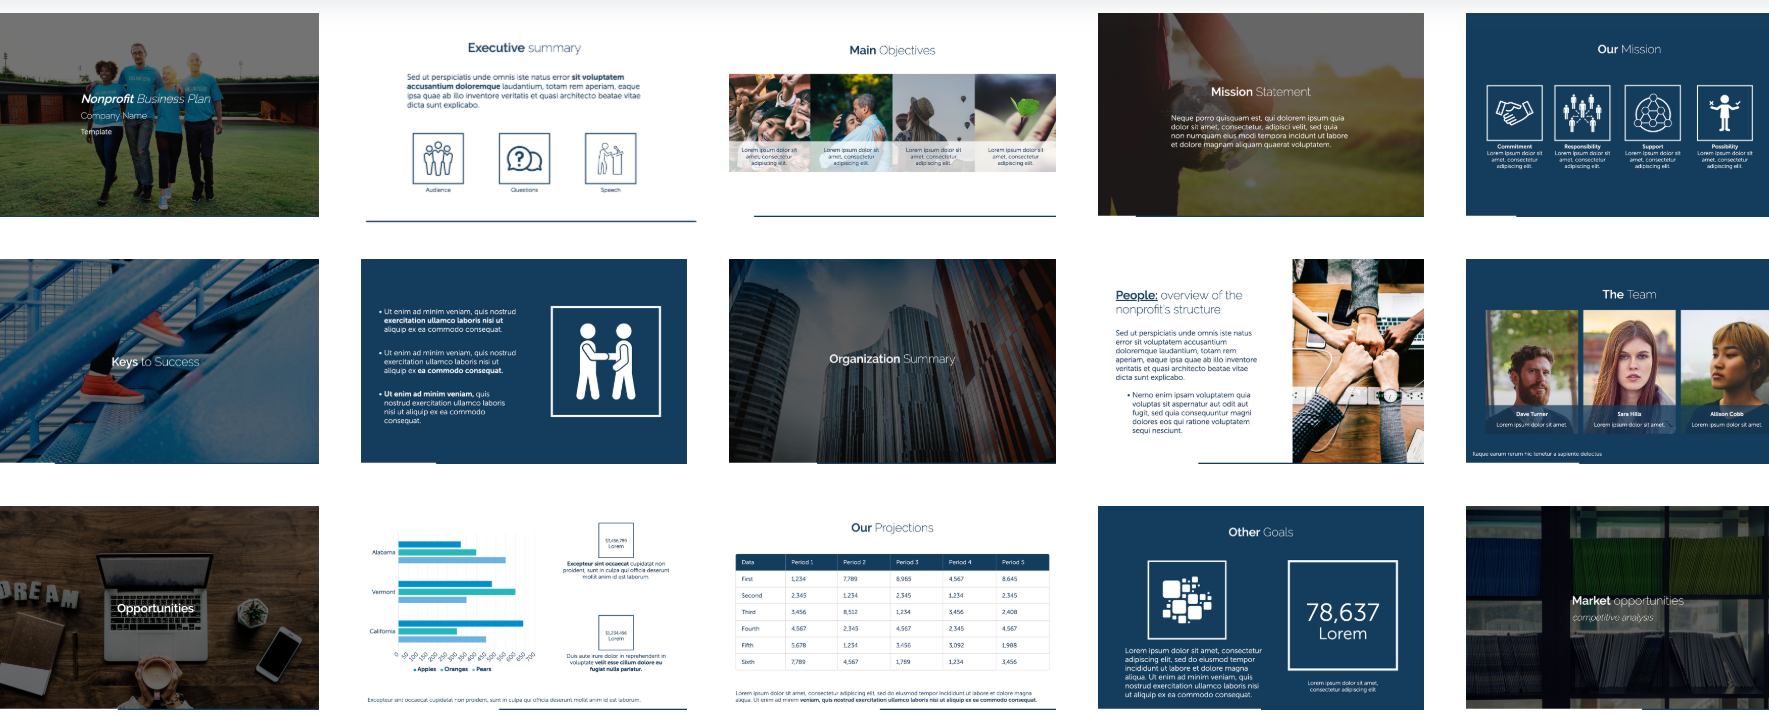 Nonprofit Business Plan
Company Name
Template
Executive summary
Sed ut perspiciatis unde omnis iste natus error sit voluptatem
accusantium doloremque laudantium, totam rem aperiam, eaque
ipsa quae ab illo inventore veritatis et quasi architecto beatae vitae
dicta sunt explicabo.
Audience
Questions
Speech
Main Objectives
Lorem ipsum dolor sit
amet, consectetur
adipiscing elit.
Lorem ipsum dolor sit
amet, consectetur
adipiscing elit.
Lorem ipsum dolor sit
amet, consectetur
adipiscing elit.
Lorem ipsum dolor sit
amet, consectetur
adipiscing elit.
Mission Statement
Neque porro quisquam est, qui dolorem ipsum quia
dolor sit amet, consectetur, adipisci velit, sed quia
non numquam eius modi tempora incidunt ut labore
et dolore magnam aliquam quaerat voluptatem.
Our Mission
Commitment
Lorem ipsum dolor sit
amet, consectetur
adipiscing elit.
Responsibility
Lorem ipsum dolor sit
amet, consectetur
adipiscing elit.
Support
Lorem ipsum dolor sit
amet, consectetur
adipiscing elit.
Possibility
Lorem ipsum dolor sit
amet, consectetur
adipiscing elit.
Keys to Success
• Ut enim ad minim veniam, quis nostrud
exercitation ullamco laboris nisi ut
aliquip ex ea commodo consequat.
• Ut enim ad minim veniam, quis nostrud
exercitation ullamco laboris nisi ut
aliquip ex ea commodo consequat.
• Ut enim ad minim veniam, quis
nostrud exercitation ullamco laboris
nisi ut aliquip ex ea commodo
consequat.
Organization Summary
People: overview of the
nonprofit's structure
Sed ut perspiciatis unde omnis iste natus
error sit voluptatem accusantium
doloremque laudantium, totam rem
aperiam, eaque ipsa quae ab illo inventore
veritatis et quasi architecto beatae vitae
dicta sunt explicabo.
• Nemo enim ipsam voluptatem quia
voluptas sit aspernatur aut odit aut
fugit, sed quia consequuntur magni
dolores eos qui ratione voluptatem
sequi nesciunt.
The Team
Dave Turner
Lorem ipsum dolor sit amet.
Sara Hills
Lorem ipsum dolor sit amet.
Allison Cobb
Lorem ipsum dolor sit amet.
Itaque earum rerum hic tenetur a sapiente delectus
DREAM
Opportunities
Alabama
Vermont
California
0 50 100 150 200 250 300 350 400 450 500 550 600 650 700
Apples Oranges Pears
$3,456,789
Lorem
Excepteur sint occaecat cupidatat non
proident, sunt in culpa qui officia deserunt
mollit anim id est laborum.
$1,234,456
Lorem
Duis aute irure dolor in reprehenderit in
voluptate velit esse cillum dolore eu
fugiat nulla pariatur.
Excepteur sint occaecat cupidatat non proident, sunt in culpa qui officia deserunt mollit anim id est laborum.
Our Projections
Data Period 1 Period 2 Period 3 Period 4 Period 5
First 1,234 7,789 8,965 4,567 8,645
Second 2,345 1,234 2,345 1,234 2,345
Third 3,456 8,512 1,234 3,456 2,408
Fourth 4,567 2,345 4,567 2,345 4,567
Fifth 5,678 1,234 3,456 3,092 1,988
Sixth 7,789 4,567 1,789 1,234 3,456
Lorem ipsum dolor sit amet, consectetur adipiscing elit, sed do eiusmod tempor incididunt ut labore et dolore magna
aliqua. Ut enim ad minim veniam, quis nostrud exercitation ullamco laboris nisi ut aliquip ex ea commodo consequat.
Other Goals
Lorem ipsum dolor sit amet, consectetur
adipiscing elit, sed do eiusmod tempor
incididunt ut labore et dolore magna
aliqua. Ut enim ad minim veniam, quis
nostrud exercitation ullamco laboris nisi
ut aliquip ex ea commodo consequat.
78,637
Lorem
Lorem ipsum dolor sit amet,
consectetur adipiscing elit
Market opportunities
competitive analysis